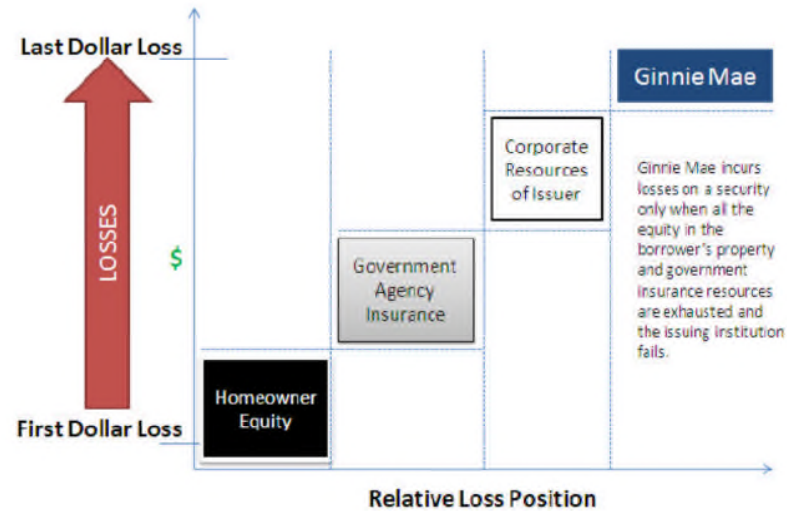 Last Dollar Loss
Ginnie Mae
Corporate
Resources
of Issuer
Ginnie Mae incurs
losses on a security
only when all the
equity in the
borrower's property
and government
insurance resources
are exhausted and
the issuing institution
fails.
LOSSES
$
Government
Agency
Insurance
Homeowner
Equity
First Dollar Loss
Relative Loss Position